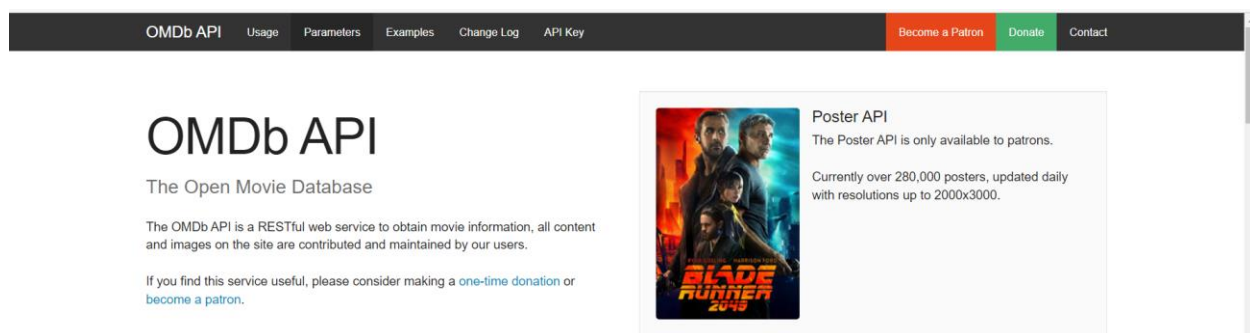 OMDb API Usage Parameters Examples Change Log API Key Become a Patron Donate Contact
OMDb API
The Open Movie Database
The OMDb API is a RESTful web service to obtain movie information, all content
and images on the site are contributed and maintained by our users.
If you find this service useful, please consider making a one-time donation or
become a patron.
Poster API
The Poster API is only available to patrons.
Currently over 280,000 posters, updated daily
with resolutions up to 2000x3000.
HARRISON FORD
BLADE
RUNNER
2049